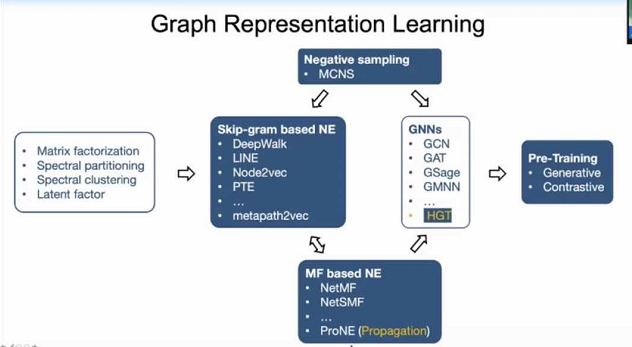 Graph Representation Learning
Negative sampling
• MCNS
• Matrix factorization
• Spectral partitioning
• Spectral clustering
• Latent factor
Skip-gram based NE
• DeepWalk
• LINE
• Node2vec
• PTE
• ...
• metapath2vec
GNNs
• GCN
• GAT
• GSage
• GMNN
• ...
• HGT
Pre-Training
• Generative
• Contrastive
MF based NE
• NetMF
• NetSMF
• ...
• ProNE (Propagation)